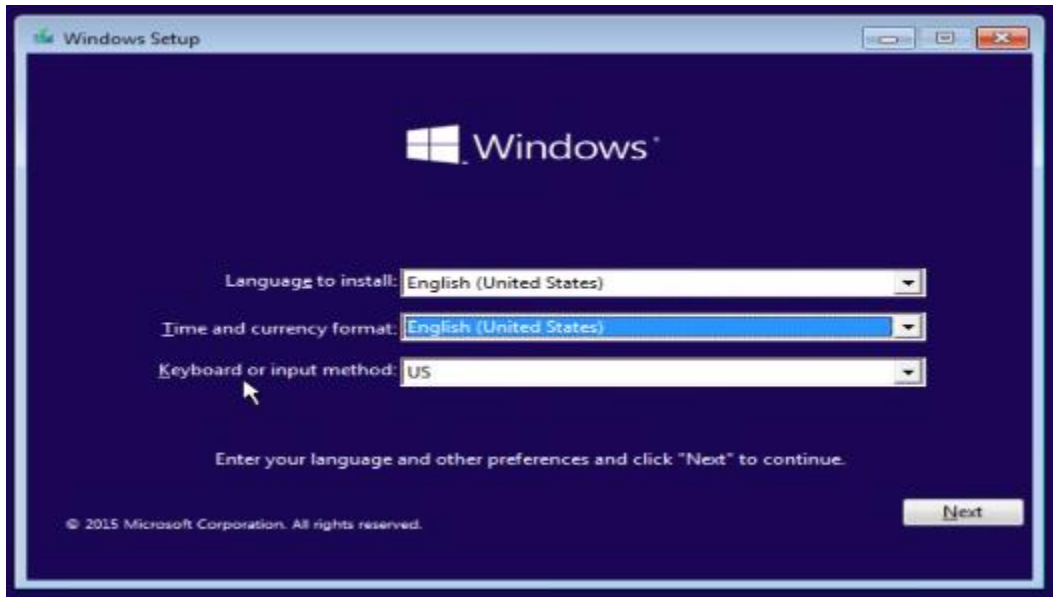 Windows Setup
Windows
Language to install: English (United States)
Time and currency format: English (United States)
Keyboard or input method: US
Enter your language and other preferences and click "Next" to continue.
Next
© 2015 Microsoft Corporation. All rights reserved.